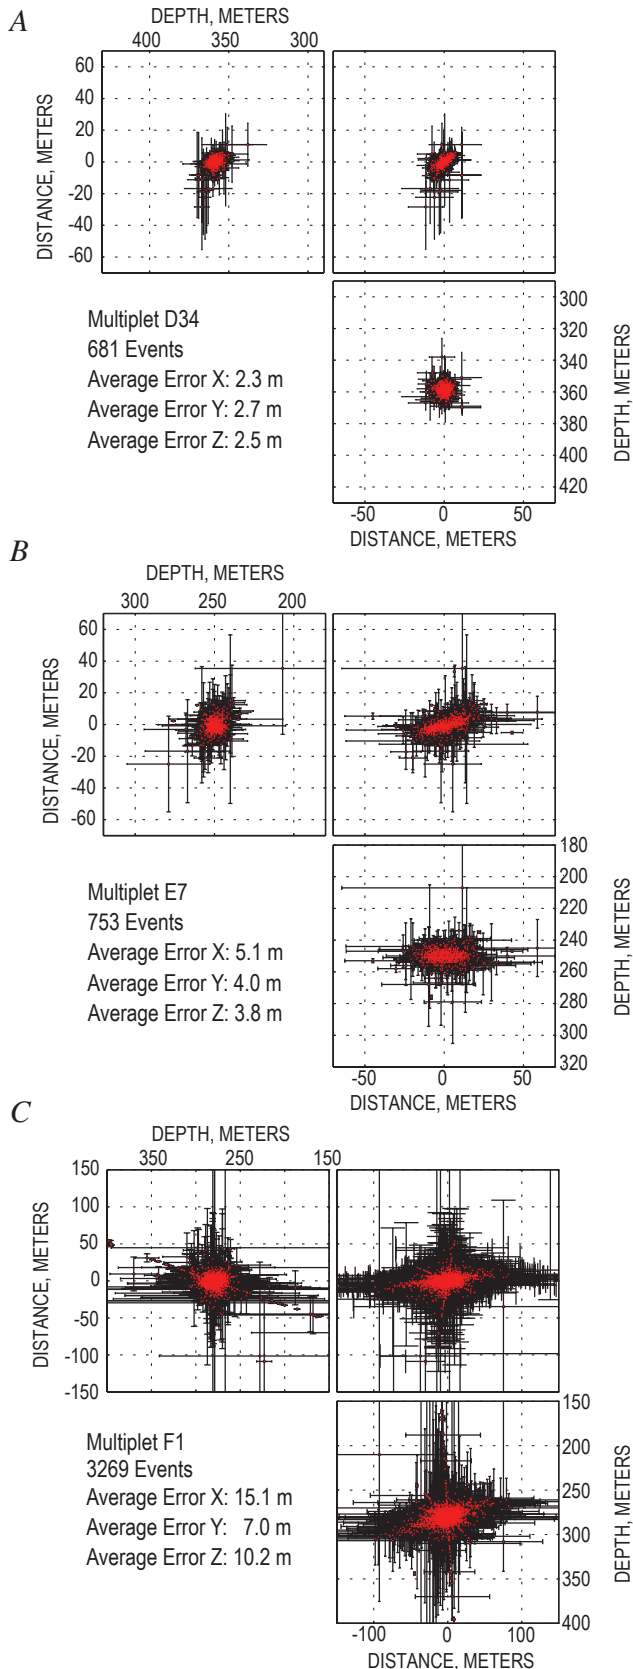 A
DEPTH, METERS
400 350 300
60
40
20
0
-20
-40
-60
DISTANCE, METERS
Multiplet D34
681 Events
Average Error X: 2.3 m
Average Error Y: 2.7 m
Average Error Z: 2.5 m
300
320
340
360
380
400
420
DEPTH, METERS
-50 0 50
DISTANCE, METERS
B
DEPTH, METERS
300 250 200
60
40
20
0
-20
-40
-60
DISTANCE, METERS
Multiplet E7
753 Events
Average Error X: 5.1 m
Average Error Y: 4.0 m
Average Error Z: 3.8 m
180
200
220
240
260
280
300
320
DEPTH, METERS
-50 0 50
DISTANCE, METERS
C
DEPTH, METERS
350 250 150
150
100
50
0
-50
-100
-150
DISTANCE, METERS
Multiplet F1
3269 Events
Average Error X: 15.1 m
Average Error Y: 7.0 m
Average Error Z: 10.2 m
150
200
250
300
350
400
DEPTH, METERS
-100 0 100
DISTANCE, METERS